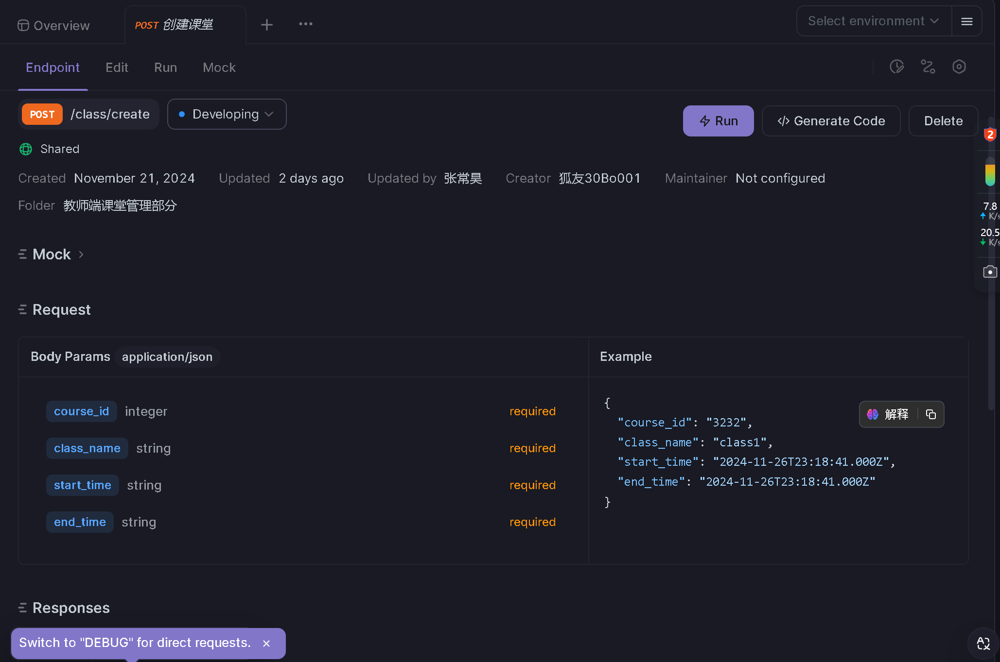 Overview
POST 创建课堂
Select environment
Endpoint Edit Run Mock
POST /class/create Developing
Run Generate Code Delete
2
Shared
Created November 21, 2024 Updated 2 days ago Updated by 张常昊 Creator 狐友30Bo001 Maintainer Not configured
Folder 教师端课堂管理部分
7.8
K/s
20.5
K/s
Mock
Request
Body Params application/json
Example
course_id integer required
class_name string required
start_time string required
end_time string required
{
"course_id": "3232",
"class_name": "class1",
"start_time": "2024-11-26T23:18:41.000Z",
"end_time": "2024-11-26T23:18:41.000Z"
}
解释
Responses
Switch to "DEBUG" for direct requests.